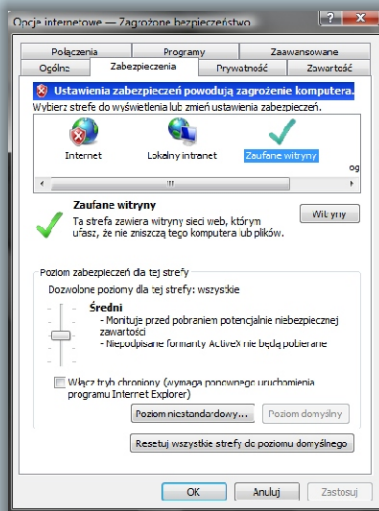 Opcje internetowe — Zagrożone bezpieczeństwo
Połączenia Programy Zaawansowane
Ogólne Zabezpieczenia Prywatność Zawartość
Ustawienia zabezpieczeń powodują zagrożenie komputera.
Wybierz strefę do wyświetlenia lub zmień ustawienia zabezpieczeń.
Internet Lokalny intranet Zaufane witryny
og
Zaufane witryny
Witryny
Ta strefa zawiera witryny sieci web, którym
ufasz, że nie zniszczą tego komputera lub plików.
Poziom zabezpieczeń dla tej strefy
Dozwolone poziomy dla tej strefy: wszystkie
Średni
- Monituje przed pobraniem potencjalnie niebezpiecznej
zawartości
- Niepodpisane formanty ActiveX nie będą pobierane
Włącz tryb chroniony (wymaga ponownego uruchomienia
programu Internet Explorer)
Poziom niestandardowy... Poziom domyślny
Resetuj wszystkie strefy do poziomu domyślnego
OK Anuluj Zastosuj